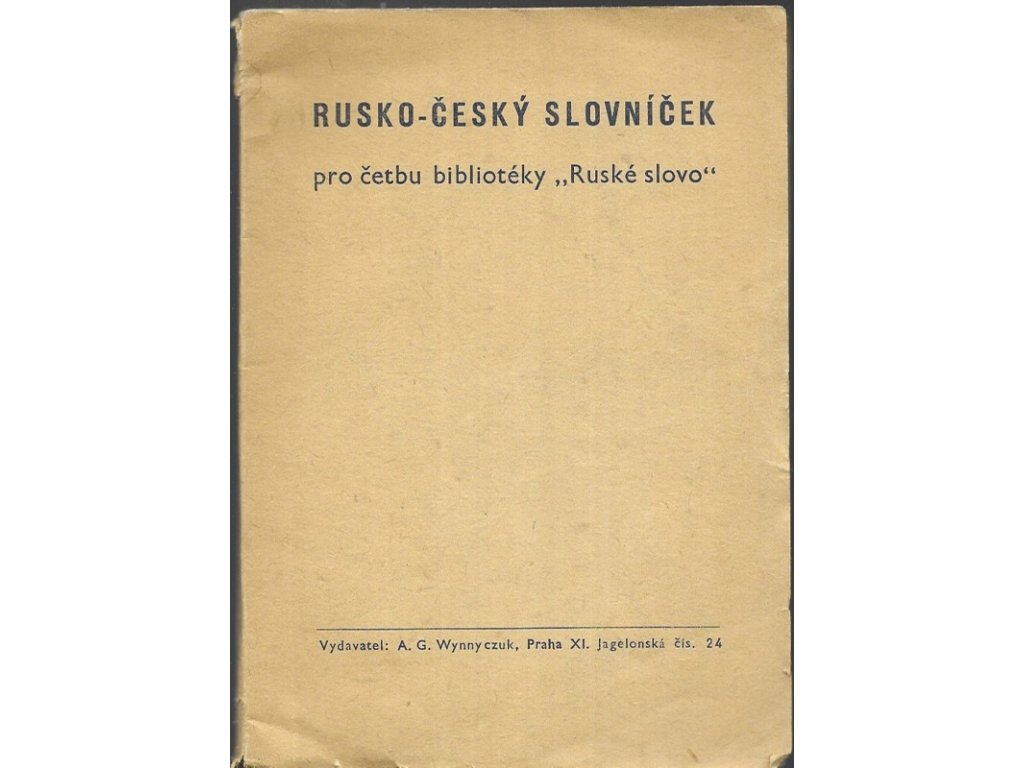 RUSKO-ČESKÝ SLOVNÍČEK
pro četbu bibliotéky „Ruské slovo“
Vydavatel: A. G. Wynnyczuk, Praha XI. Jagelonská čís. 24